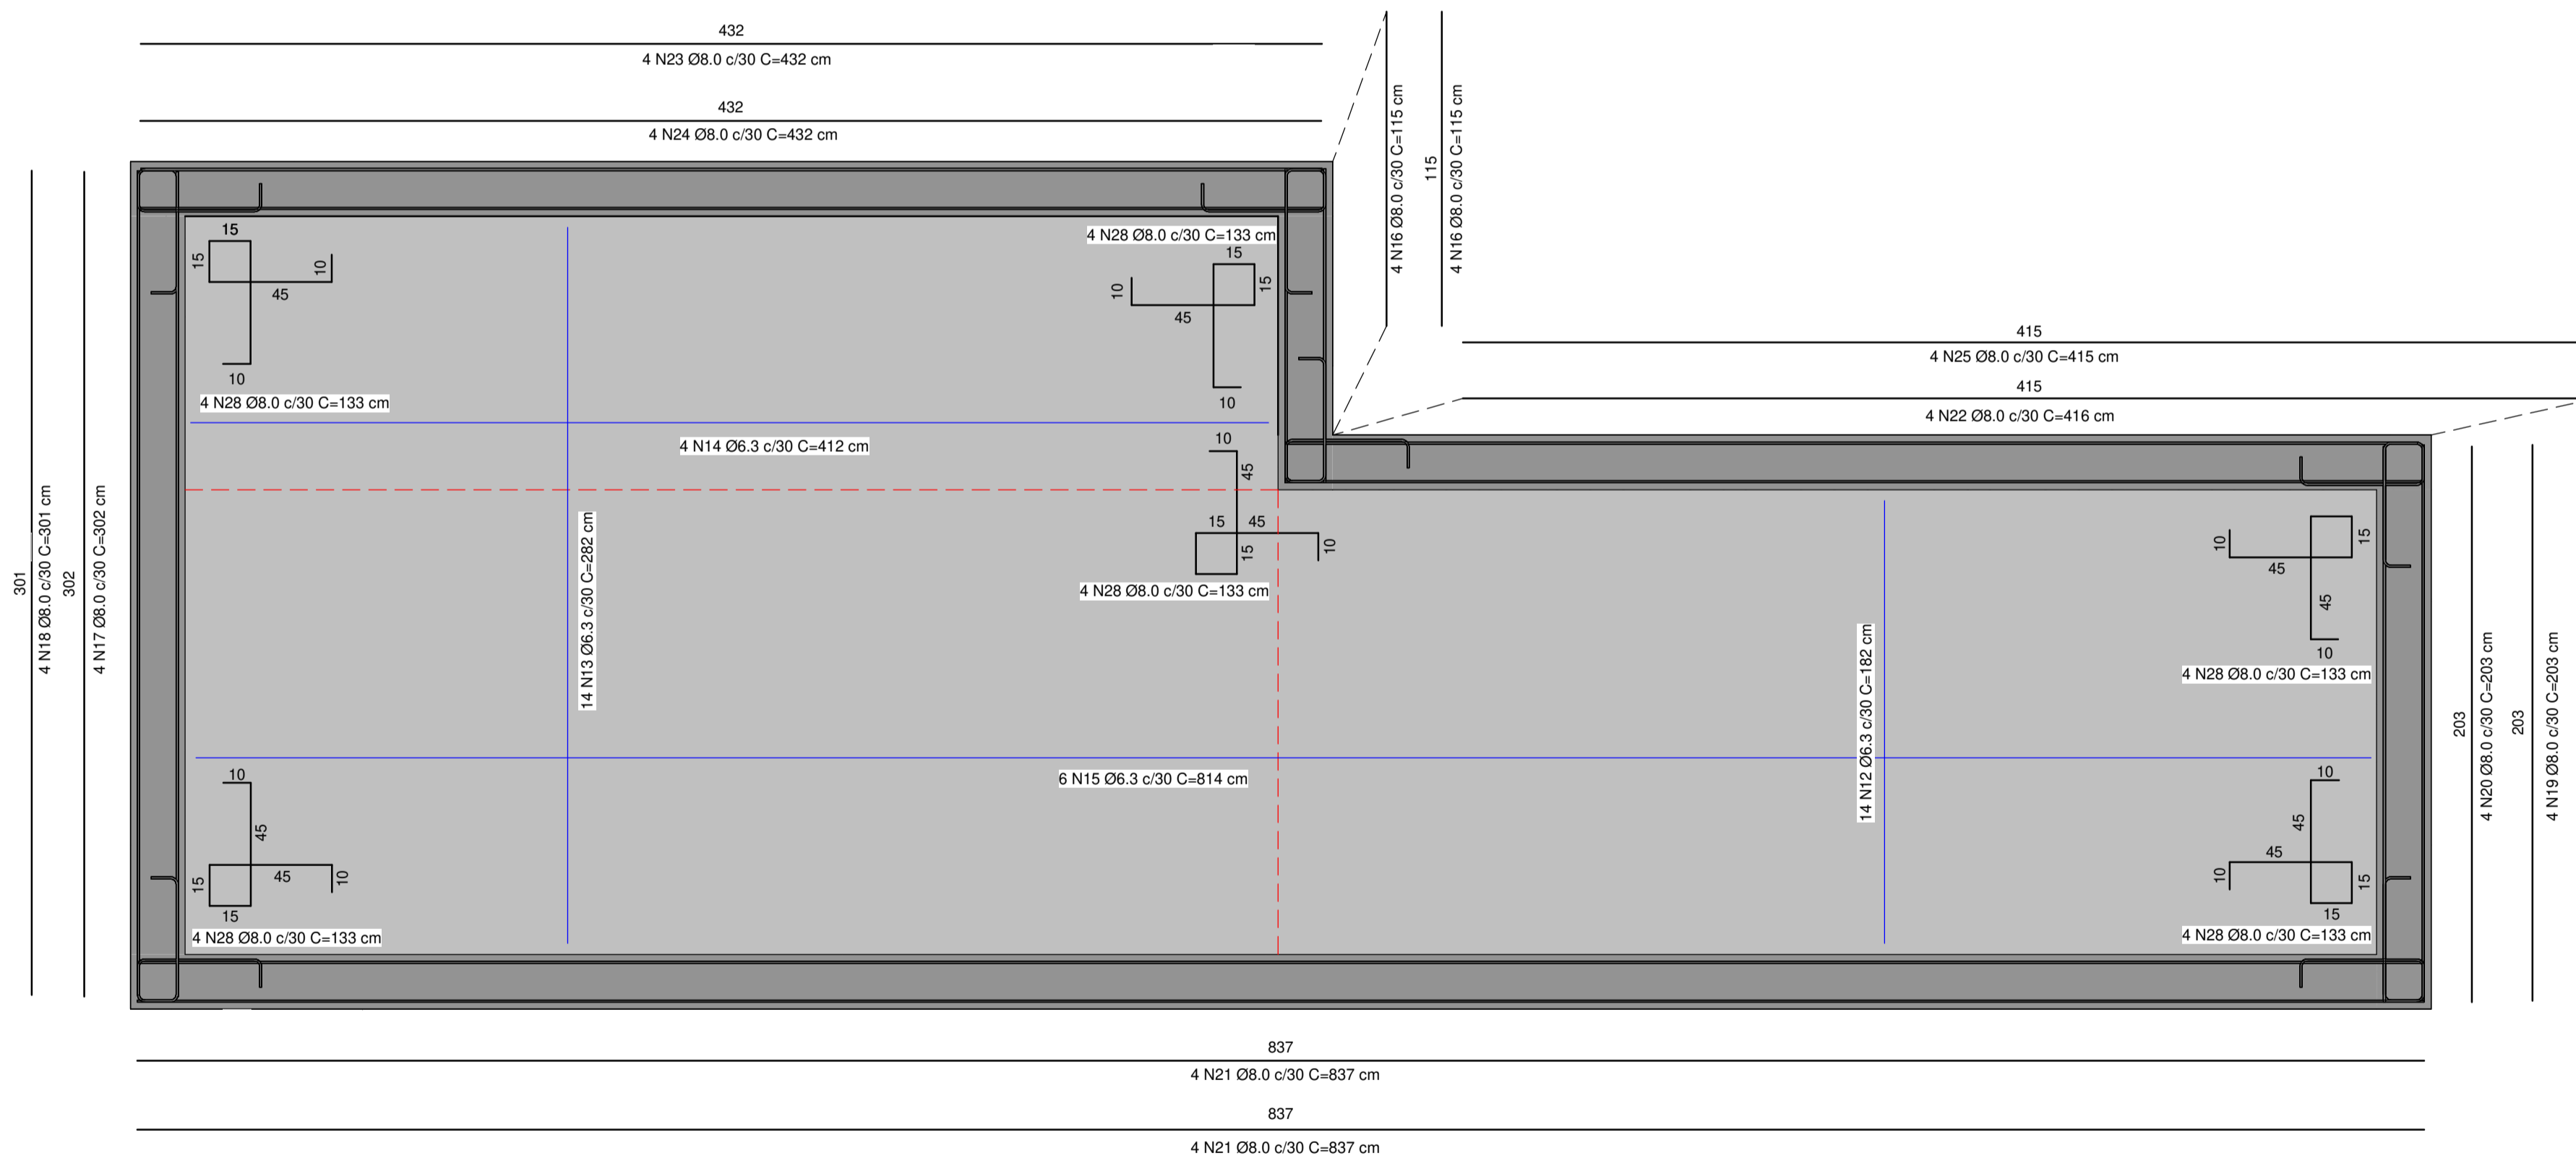 432
4 N23 Ø8.0 c/30 C=432 cm
432
4 N24 Ø8.0 c/30 C=432 cm
4 N16 Ø8.0 c/30 C=115 cm
115
4 N16 Ø8.0 c/30 C=115 cm
415
4 N25 Ø8.0 c/30 C=415 cm
415
4 N22 Ø8.0 c/30 C=416 cm
301
4 N18 Ø8.0 c/30 C=301 cm
302
4 N17 Ø8.0 c/30 C=302 cm
15
15
10
45
10
4 N28 Ø8.0 c/30 C=133 cm
4 N28 Ø8.0 c/30 C=133 cm
15
15
10
45
10
4 N14 Ø6.3 c/30 C=412 cm
14 N13 Ø6.3 c/30 C=282 cm
10
45
15
45
15
10
4 N28 Ø8.0 c/30 C=133 cm
10
15
45
45
10
4 N28 Ø8.0 c/30 C=133 cm
14 N12 Ø6.3 c/30 C=182 cm
6 N15 Ø6.3 c/30 C=814 cm
10
45
45
10
15
15
4 N28 Ø8.0 c/30 C=133 cm
10
45
45
10
15
15
4 N28 Ø8.0 c/30 C=133 cm
203
4 N20 Ø8.0 c/30 C=203 cm
203
4 N19 Ø8.0 c/30 C=203 cm
837
4 N21 Ø8.0 c/30 C=837 cm
837
4 N21 Ø8.0 c/30 C=837 cm